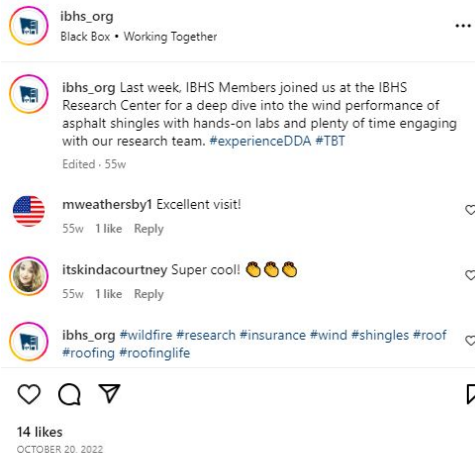 ibhs_org
Black Box • Working Together
ibhs_org Last week, IBHS Members joined us at the IBHS
Research Center for a deep dive into the wind performance of
asphalt shingles with hands-on labs and plenty of time engaging
with our research team. #experienceDDA #TBT
Edited · 55w
mweathersby1 Excellent visit!
55w 1 like Reply
itskindacourtney Super cool! 👏👏👏
55w 1 like Reply
ibhs_org #wildfire #research #insurance #wind #shingles #roof
#roofing #roofinglife
14 likes
OCTOBER 20, 2022